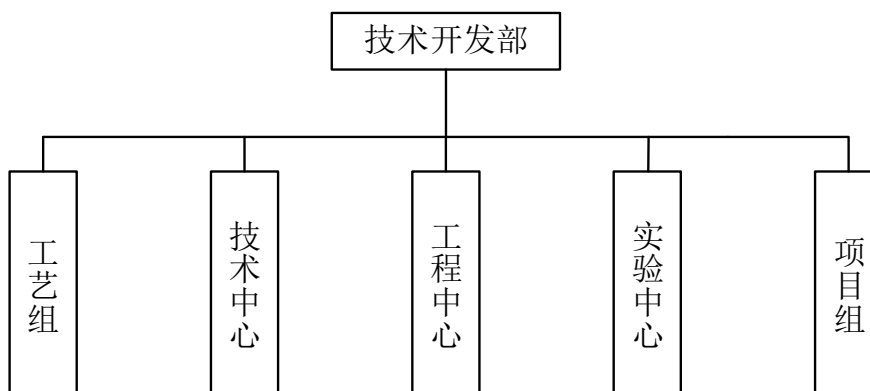 技术开发部
工艺组
技术中心
工程中心
实验中心
项目组